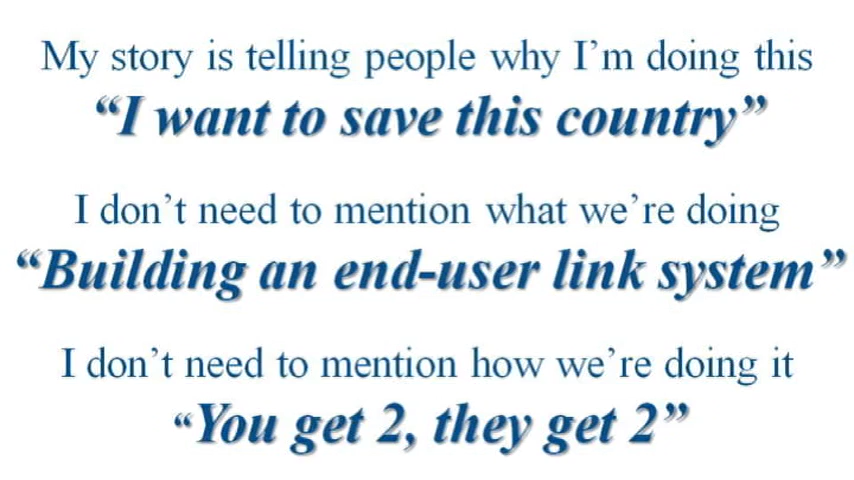 My story is telling people why I’m doing this
“I want to save this country”
I don’t need to mention what we’re doing
“Building an end-user link system”
I don’t need to mention how we’re doing it
“You get 2, they get 2”